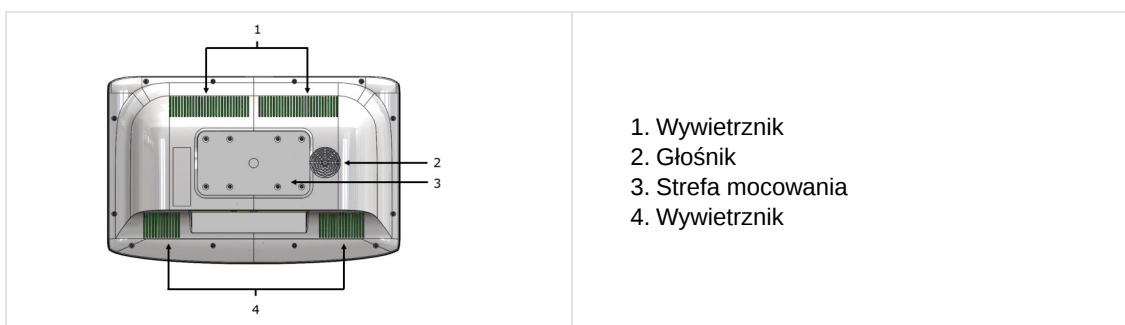 1
2
3
4
1. Wywietrznik
2. Głośnik
3. Strefa mocowania
4. Wywietrznik